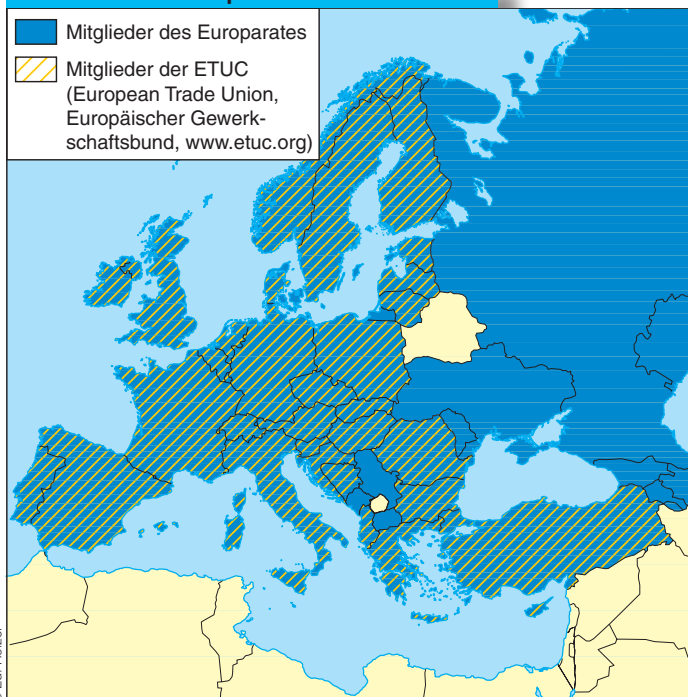 Mitglieder des Europarates
Mitglieder der ETUC
(European Trade Union,
Europäischer Gewerk-
schaftsbund, www.etuc.org)